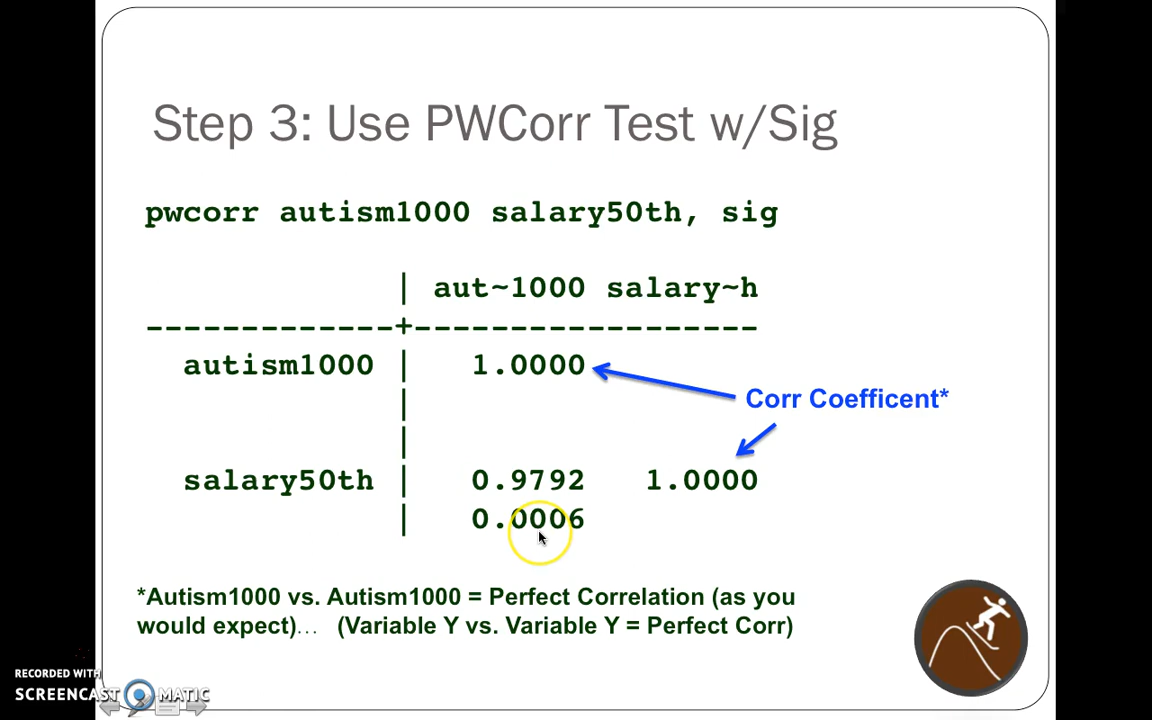 Step 3: Use PWCorr Test w/Sig
pwcorr autism1000 salary50th, sig
| aut~1000 salary~h
-------------+------------------
autism1000 | 1.0000
|
Corr Coefficent*
|
salary50th | 0.9792 1.0000
| 0.0006
*Autism1000 vs. Autism1000 = Perfect Correlation (as you
would expect)... (Variable Y vs. Variable Y = Perfect Corr)
RECORDED WITH
SCREENCAST MATIC